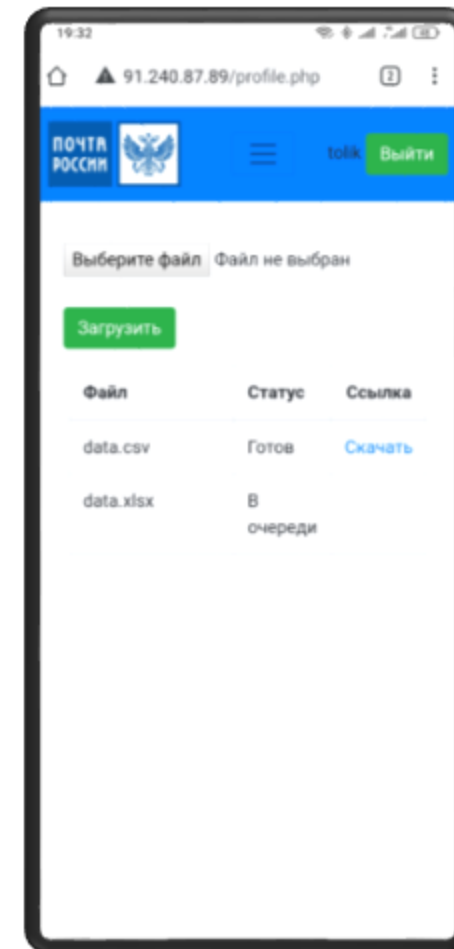 19:32
91.240.87.89/profile.php 2
ПОЧТА
РОССИИ
tolik Выйти
Выберите файл Файл не выбран
Загрузить
Файл Статус Ссылка
data.csv Готов Скачать
data.xlsx В
очереди